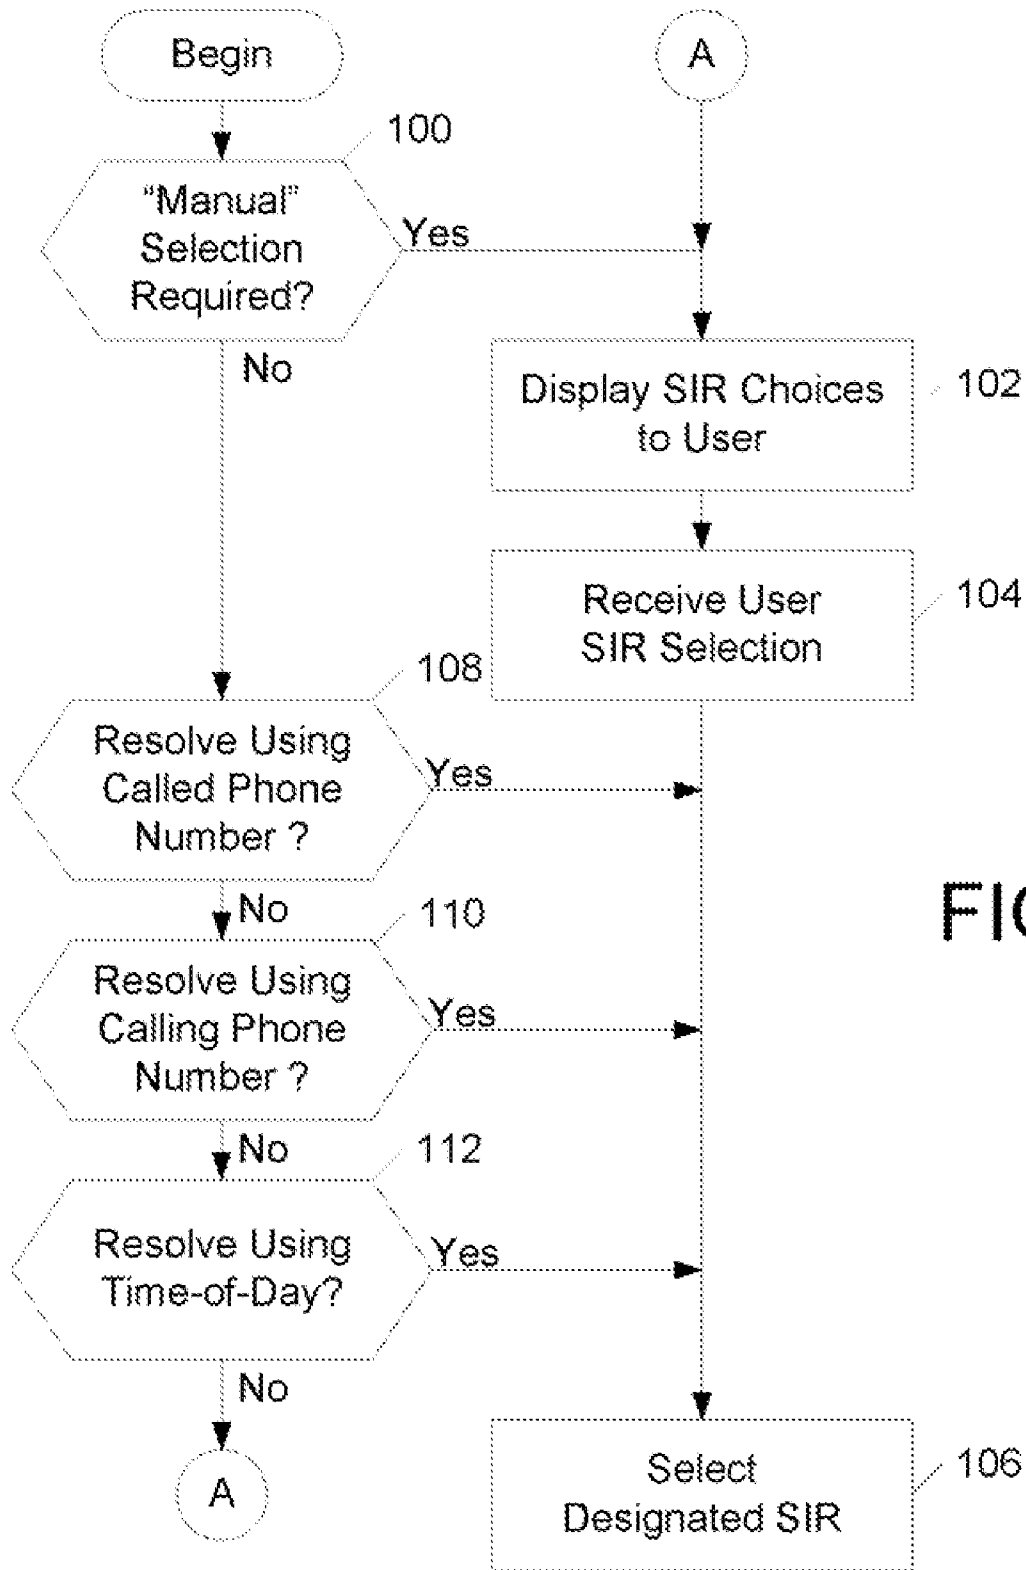 Begin
A
100
“Manual”
Selection
Required?
Yes
No
Display SIR Choices
to User
102
Receive User
SIR Selection
104
108
Resolve Using
Called Phone
Number ?
Yes
No
110
Resolve Using
Calling Phone
Number ?
Yes
No
112
Resolve Using
Time-of-Day?
Yes
No
A
Select
Designated SIR
106